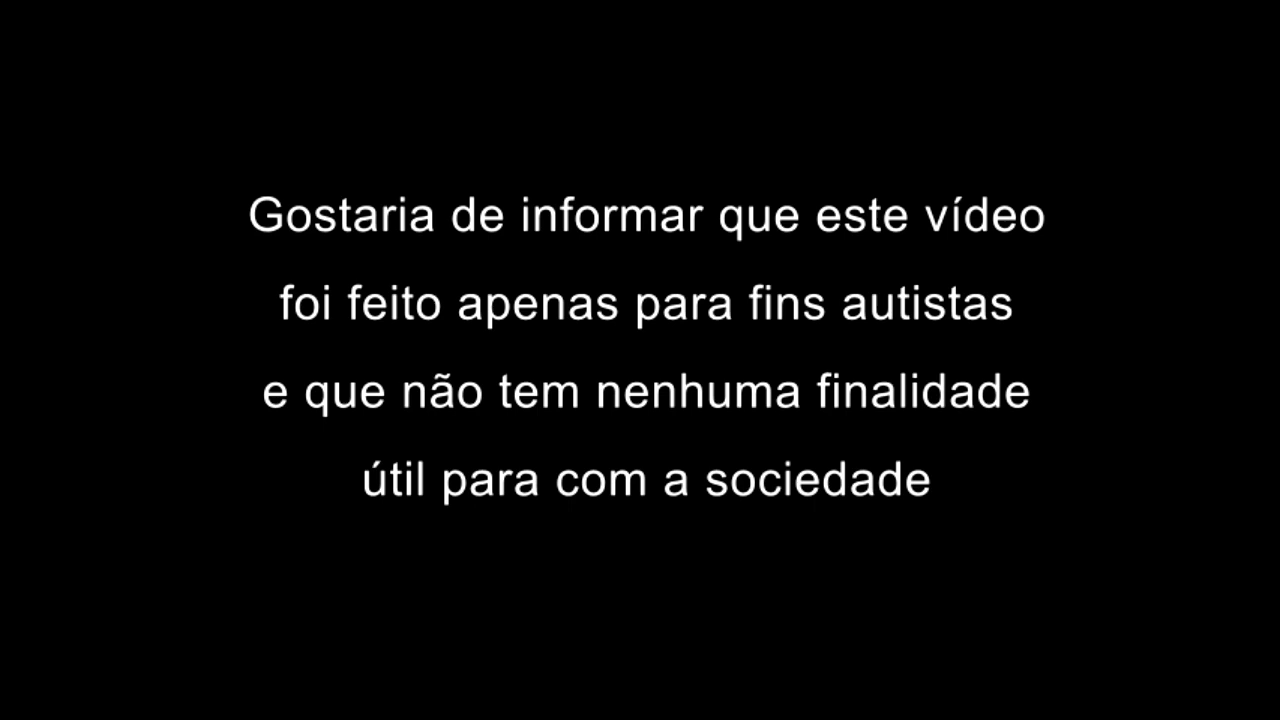 Gostaria de informar que este vídeo
foi feito apenas para fins autistas
e que não tem nenhuma finalidade
útil para com a sociedade